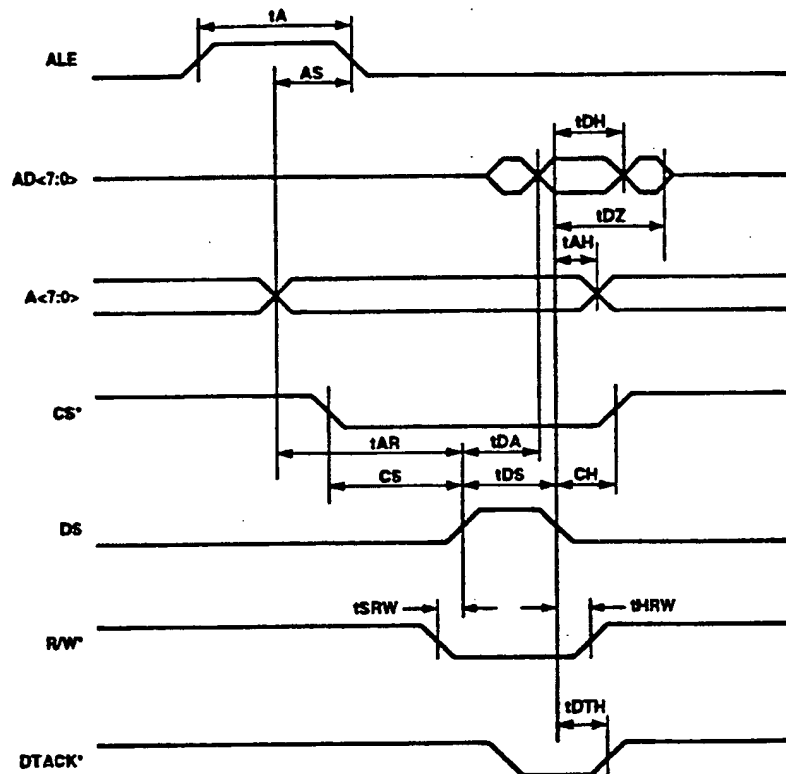 tA
ALE
AS
tDH
AD<7:0>
tDZ
tAH
A<7:0>
CS*
tAR
tDA
CS
tDS
CH
DS
tSRW
tHRW
R/W*
tDTH
DTACK*